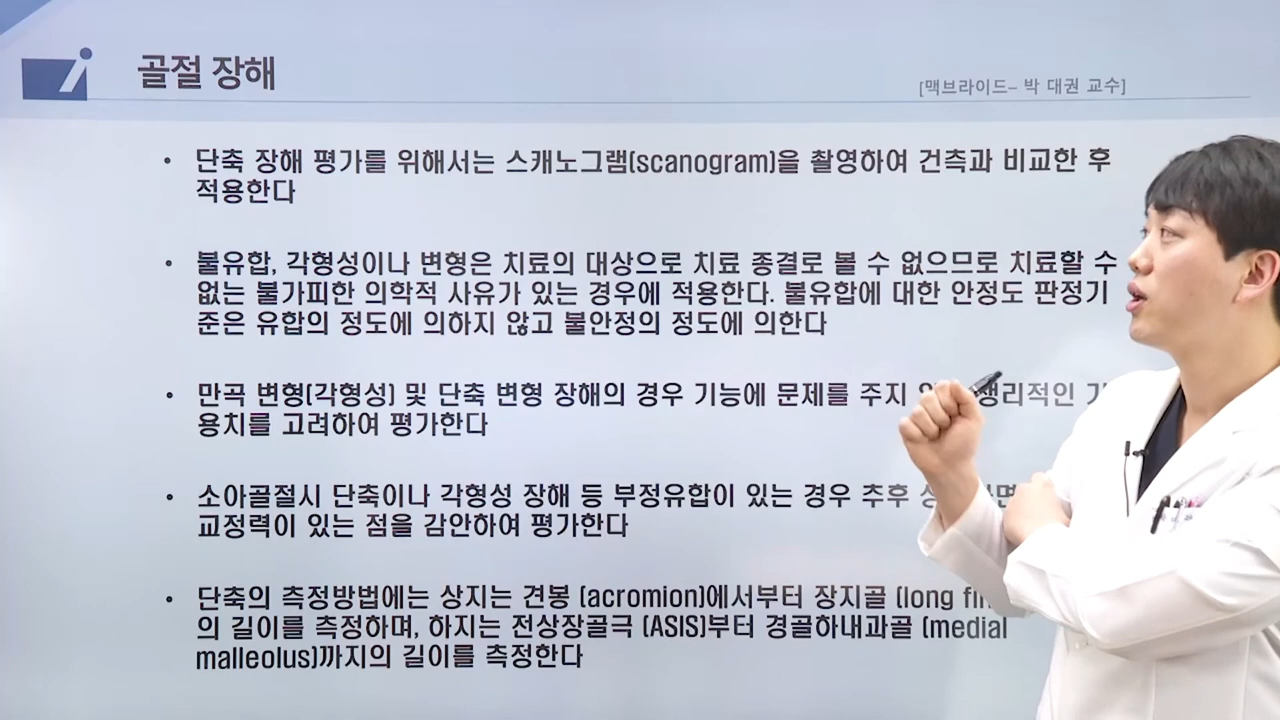 골절 장해
[맥브라이드– 박 대권 교수]
• 단축 장해 평가를 위해서는 스캐노그램(scanogram)을 촬영하여 건측과 비교한 후
적용한다
• 불유합, 각형성이나 변형은 치료의 대상으로 치료 종결로 볼 수 없으므로 치료할 수
없는 불가피한 의학적 사유가 있는 경우에 적용한다. 불유합에 대한 안정도 판정기
준은 유합의 정도에 의하지 않고 불안정의 정도에 의한다
• 만곡 변형(각형성) 및 단축 변형 장해의 경우 기능에 문제를 주지 생리적인
용치를 고려하여 평가한다
• 소아골절시 단축이나 각형성 장해 등 부정유합이 있는 경우 추후
교정력이 있는 점을 감안하여 평가한다
• 단축의 측정방법에는 상지는 견봉 (acromion)에서부터 장지골 (long
의 길이를 측정하며, 하지는 전상장골극 (ASIS)부터 경골하내과골 (medial
malleolus)까지의 길이를 측정한다